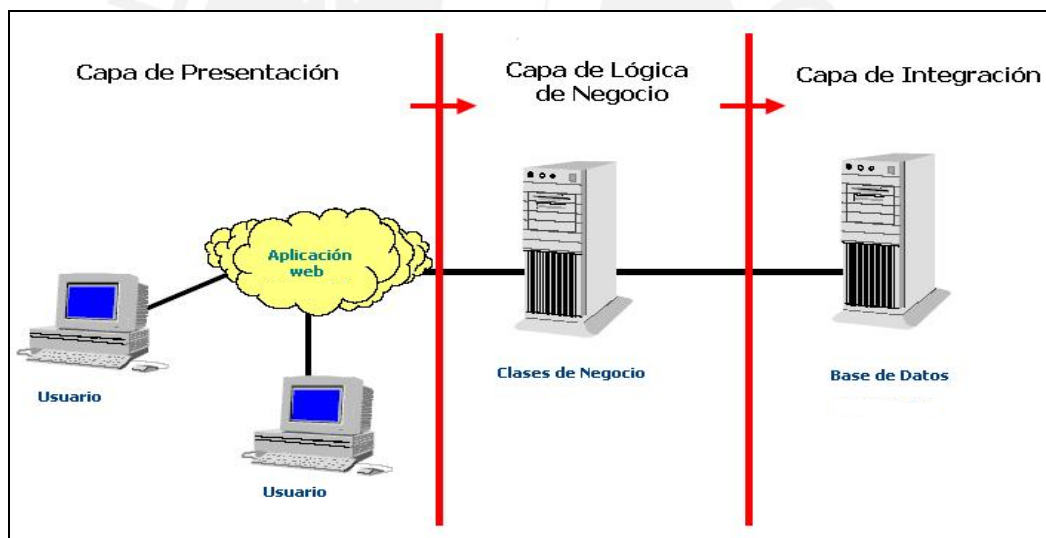 Capa de Presentación
Capa de Lógica
de Negocio
Capa de Integración
Aplicación
web
Usuario
Usuario
Clases de Negocio
Base de Datos